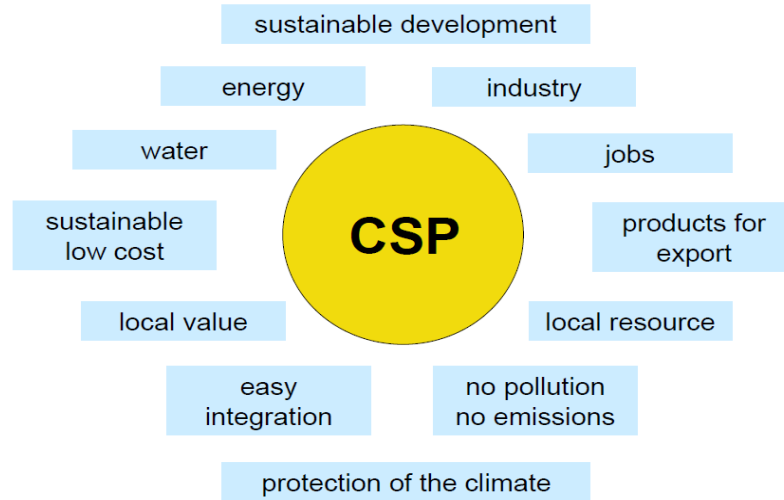 sustainable development
energy
industry
water
jobs
CSP
sustainable
low cost
products for
export
local value
local resource
easy
integration
no pollution
no emissions
protection of the climate